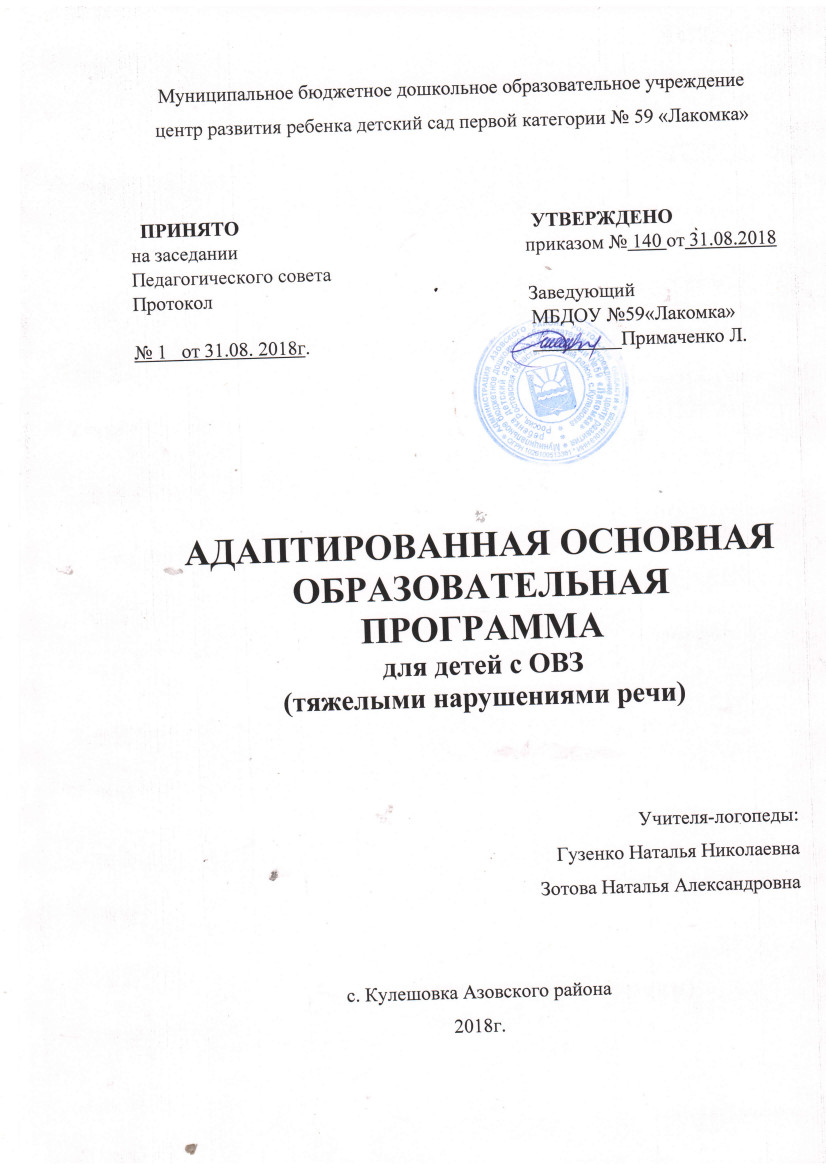 Муниципальное бюджетное дошкольное образовательное учреждение
центр развития ребенка детский сад первой категории № 59 «Лакомка»
ПРИНЯТО
на заседании
Педагогического совета
Протокол
№ 1 от 31.08. 2018г.
УТВЕРЖДЕНО
приказом № 140 от 31.08.2018
Заведующий
МБДОУ №59«Лакомка»
_________Примаченко Л.
АДАПТИРОВАННАЯ ОСНОВНАЯ
ОБРАЗОВАТЕЛЬНАЯ
ПРОГРАММА
для детей с ОВЗ
(тяжелыми нарушениями речи)
Учителя-логопеды:
Гузенко Наталья Николаевна
Зотова Наталья Александровна
с. Кулешовка Азовского района
2018г.